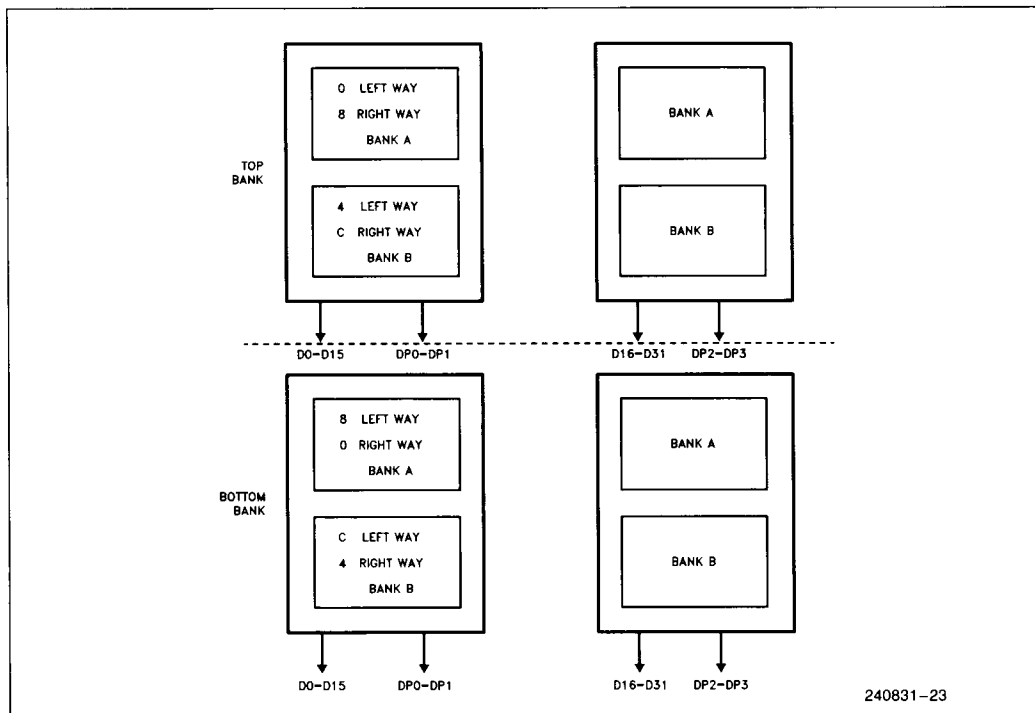 0 LEFT WAY
8 RIGHT WAY
BANK A
BANK A
TOP
BANK
4 LEFT WAY
C RIGHT WAY
BANK B
BANK B
D0-D15 DP0-DP1 D16-D31 DP2-DP3
8 LEFT WAY
0 RIGHT WAY
BANK A
BANK A
BOTTOM
BANK
C LEFT WAY
4 RIGHT WAY
BANK B
BANK B
D0-D15 DP0-DP1 D16-D31 DP2-DP3
240831-23